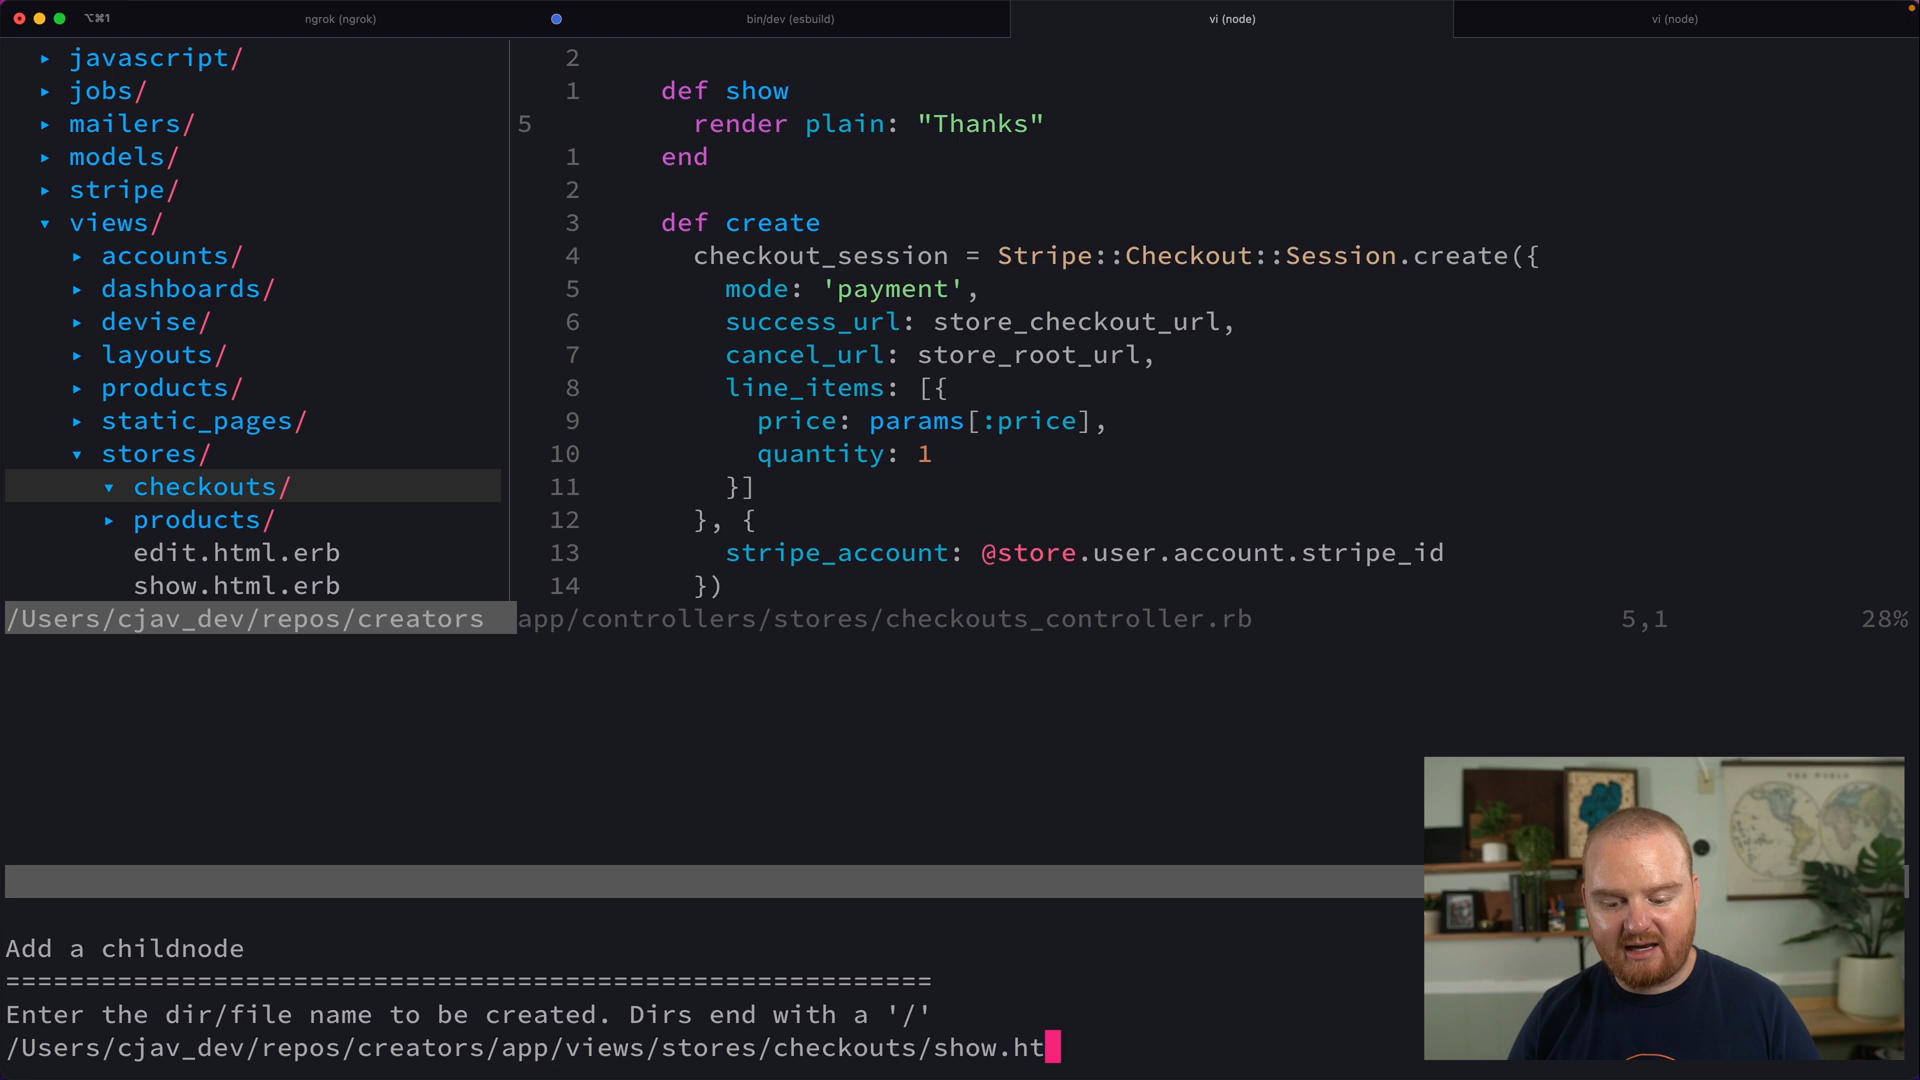 ⌥⌘1
ngrok (ngrok)
bin/dev (esbuild)
vi (node)
vi (node)
▸ javascript/
▸ jobs/
▸ mailers/
▸ models/
▸ stripe/
▾ views/
▸ accounts/
▸ dashboards/
▸ devise/
▸ layouts/
▸ products/
▸ static_pages/
▾ stores/
▾ checkouts/
▸ products/
edit.html.erb
show.html.erb
/Users/cjav_dev/repos/creators
2
1 def show
5 render plain: "Thanks"
1 end
2
3 def create
4 checkout_session = Stripe::Checkout::Session.create({
5 mode: 'payment',
6 success_url: store_checkout_url,
7 cancel_url: store_root_url,
8 line_items: [{
9 price: params[:price],
10 quantity: 1
11 }]
12 }, {
13 stripe_account: @store.user.account.stripe_id
14 })
app/controllers/stores/checkouts_controller.rb 5,1 28%
THE WORLD
Add a childnode
==========================================================
Enter the dir/file name to be created. Dirs end with a '/'
/Users/cjav_dev/repos/creators/app/views/stores/checkouts/show.ht